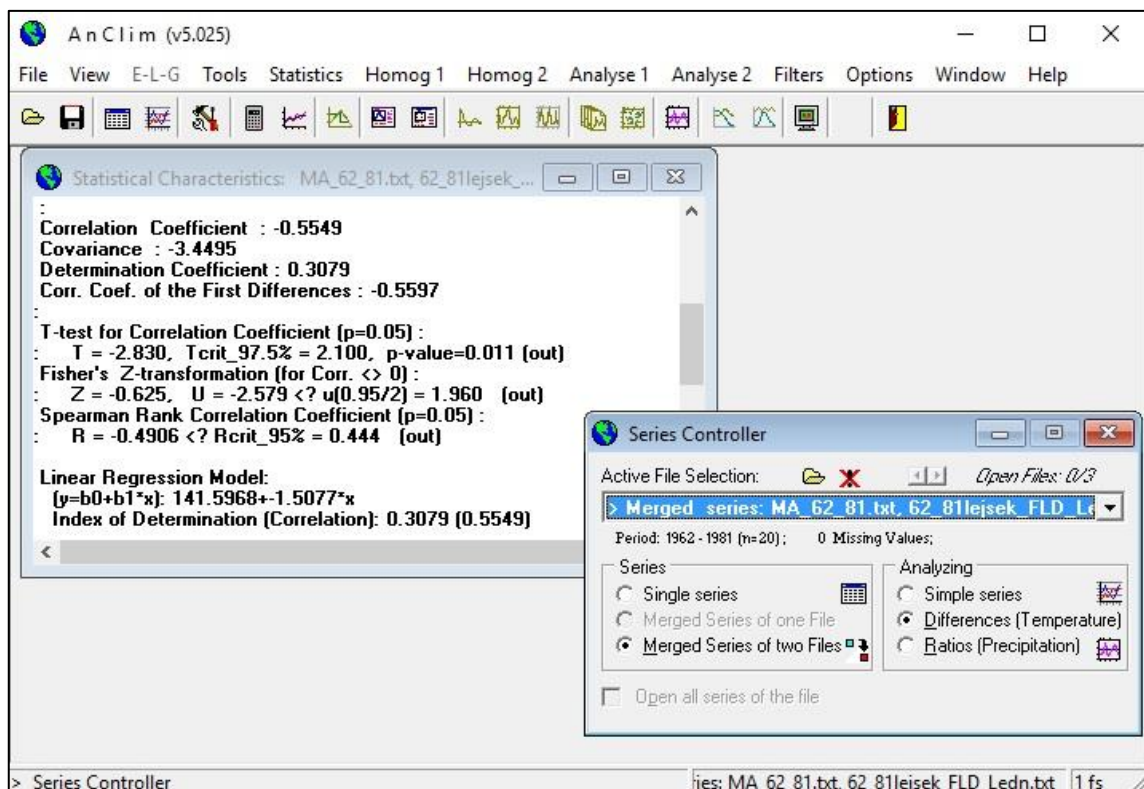 AnClim (v5.025)
File View E-L-G Tools Statistics Homog 1 Homog 2 Analyse 1 Analyse 2 Filters Options Window Help
Statistical Characteristics: MA_62_81.txt, 62_81lejsek_...
:
Correlation Coefficient : -0.5549
Covariance : -3.4495
Determination Coefficient : 0.3079
Corr. Coef. of the First Differences : -0.5597
:
T-test for Correlation Coefficient (p=0.05) :
: T = -2.830, Tcrit_97.5% = 2.100, p-value=0.011 (out)
Fisher's Z-transformation (for Corr. <> 0) :
: Z = -0.625, U = -2.579 <? u(0.95/2) = 1.960 (out)
Spearman Rank Correlation Coefficient (p=0.05) :
: R = -0.4906 <? Rcrit_95% = 0.444 (out)
Linear Regression Model:
(y=b0+b1*x): 141.5968+-1.5077*x
Index of Determination (Correlation): 0.3079 (0.5549)
Series Controller
Active File Selection: Open Files: 0/3
> Merged series: MA_62_81.txt, 62_81lejsek_FLD_Le
Period: 1962 - 1981 (n=20) ; 0 Missing Values;
Series
Single series
Merged Series of one File
Merged Series of two Files
Analyzing
Simple series
Differences (Temperature)
Ratios (Precipitation)
Open all series of the file
> Series Controller ries: MA_62_81.txt, 62_81lejsek_FLD_Ledn.txt 1 fs